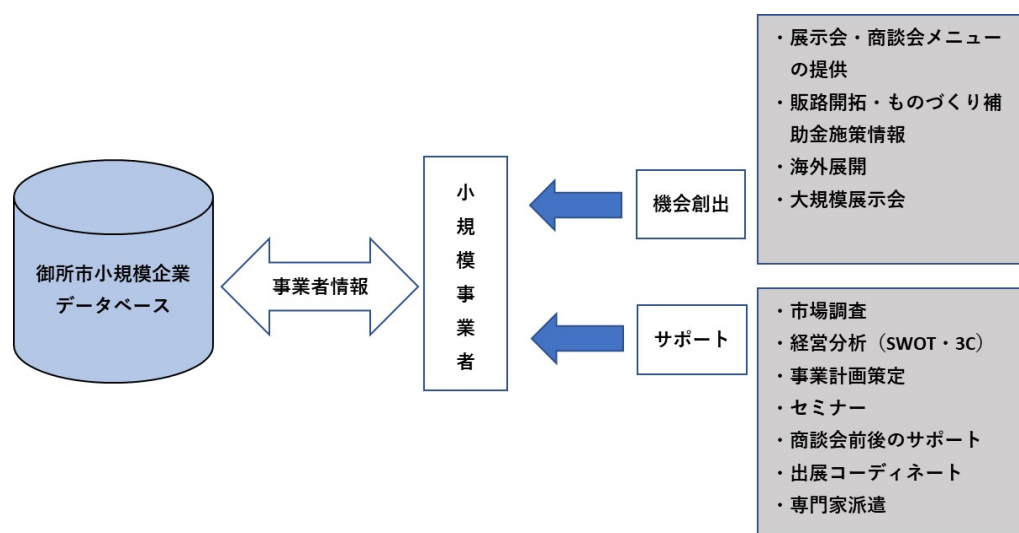 御所市小規模企業
データベース
事業者情報
小規模事業者
機会創出
・展示会・商談会メニュー
の提供
・販路開拓・ものづくり補
助金施策情報
・海外展開
・大規模展示会
サポート
・市場調査
・経営分析（SWOT・3C）
・事業計画策定
・セミナー
・商談会前後のサポート
・出展コーディネート
・専門家派遣